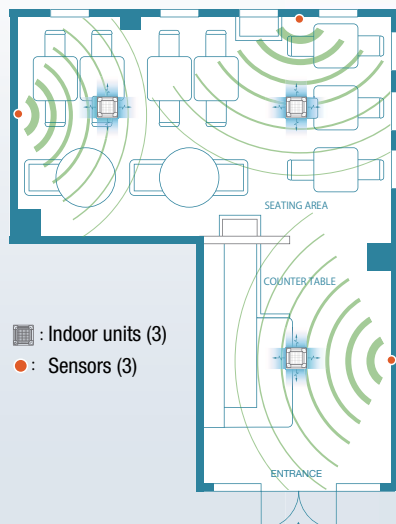 SEATING AREA
COUNTER TABLE
: Indoor units (3)
: Sensors (3)
ENTRANCE